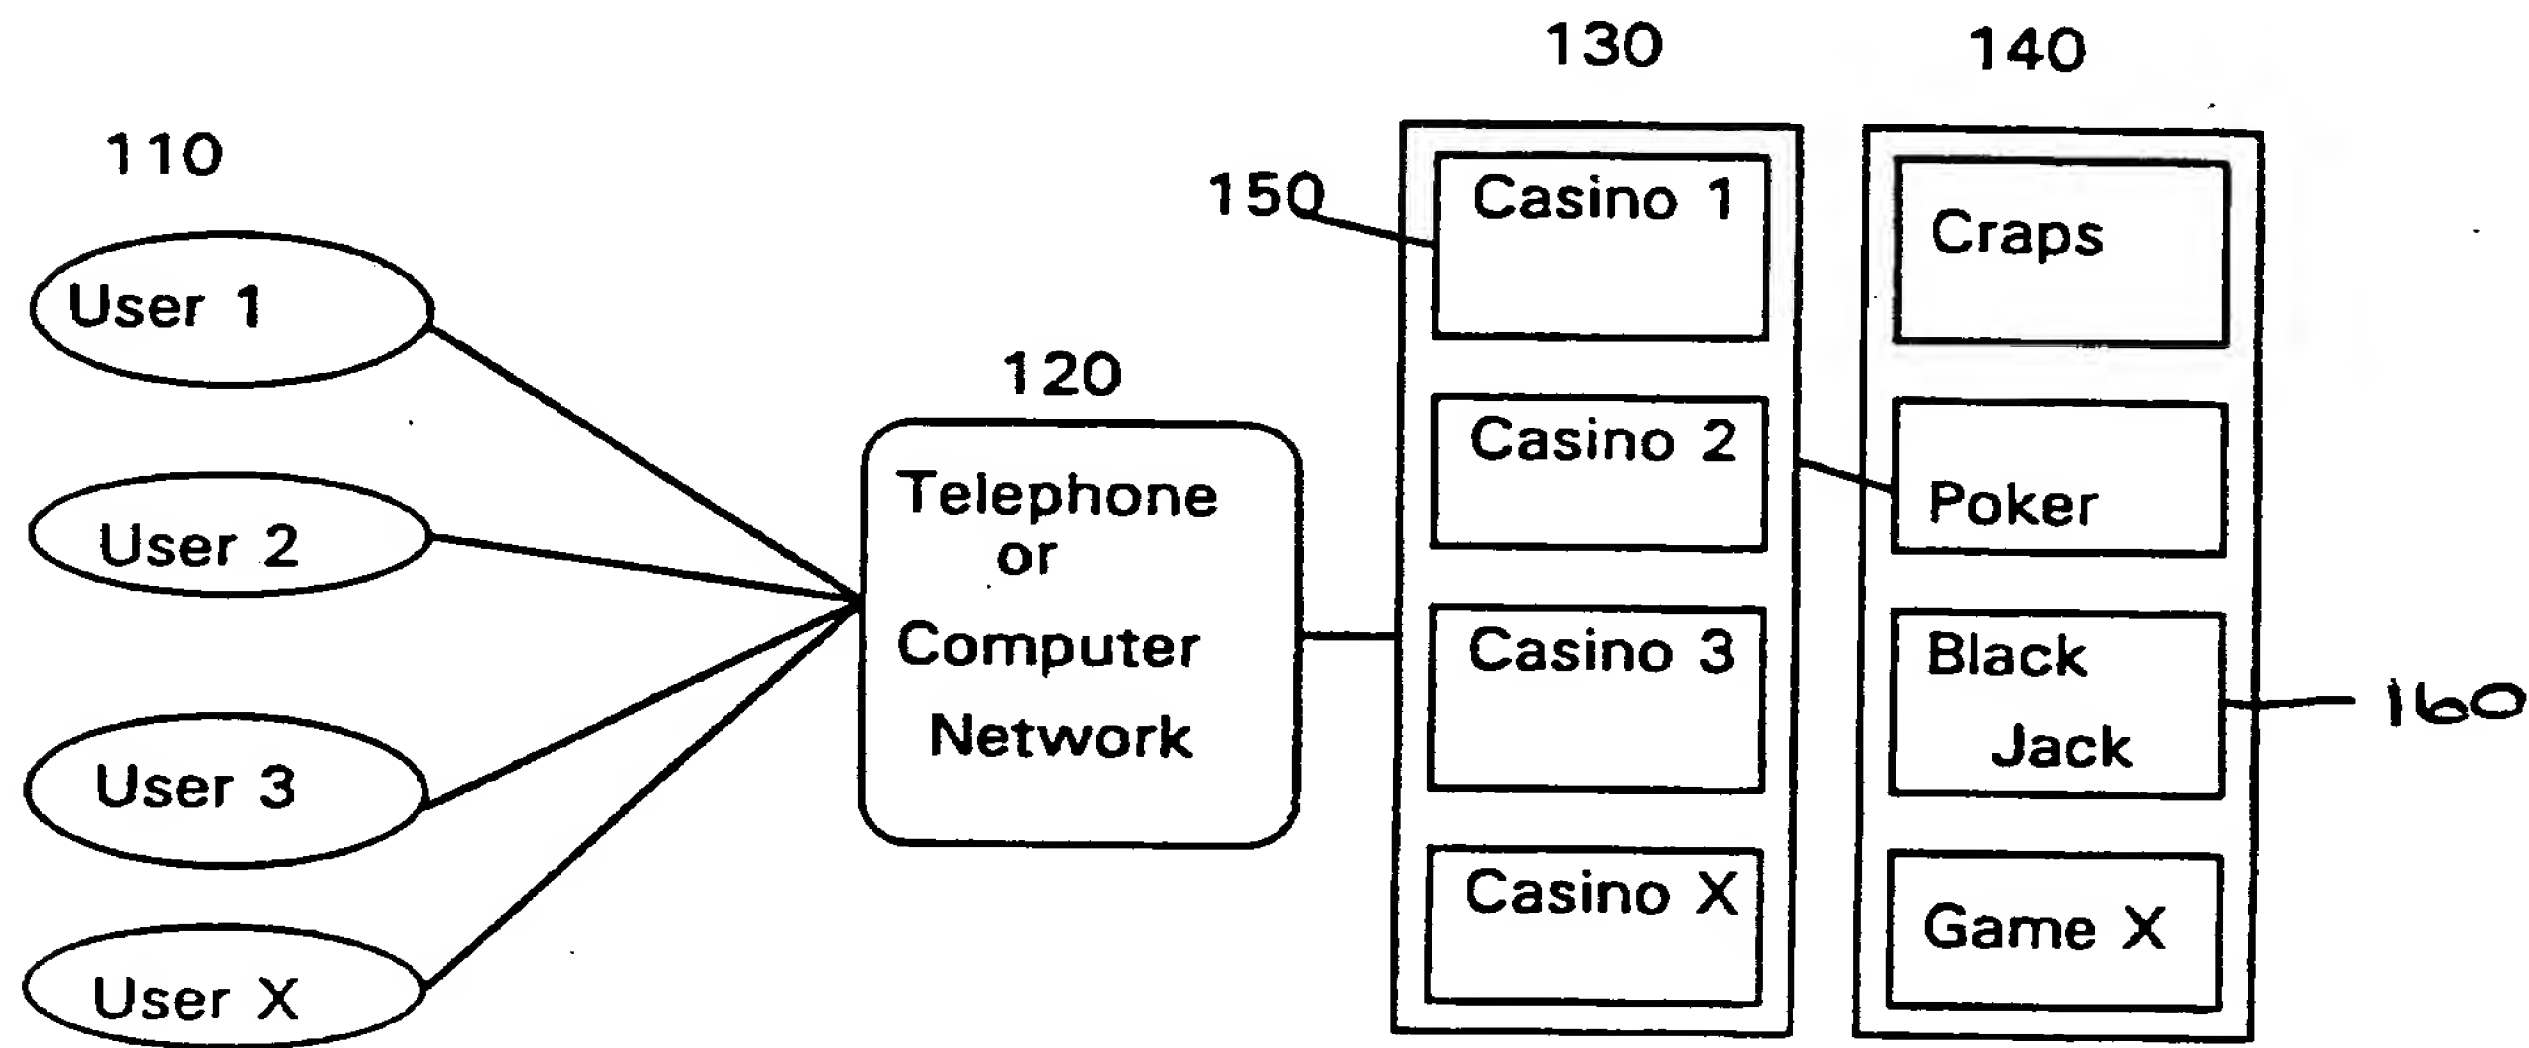 110
User 1
User 2
User 3
User X
120
Telephone
or
Computer
Network
130
150
Casino 1
Casino 2
Casino 3
Casino X
140
Craps
Poker
Black
Jack
Game X
160